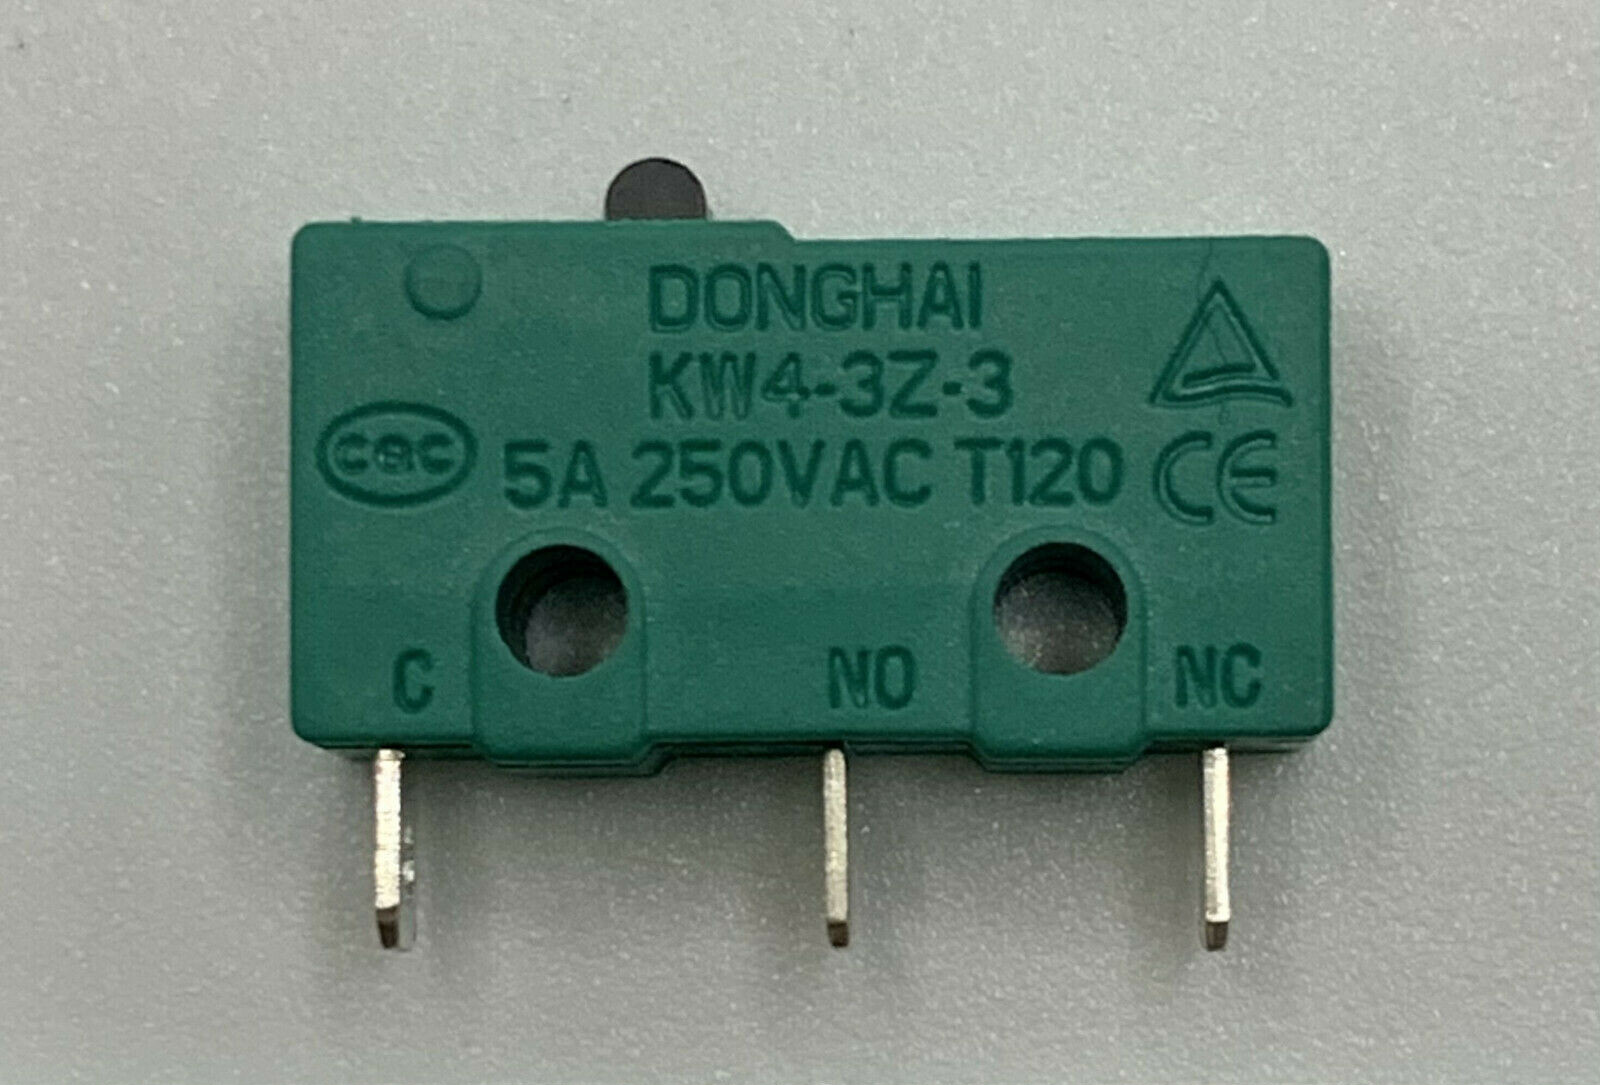 DONGHAI
KW4-3Z-3
CQC
5A 250VAC T120
CE
C
NO
NC